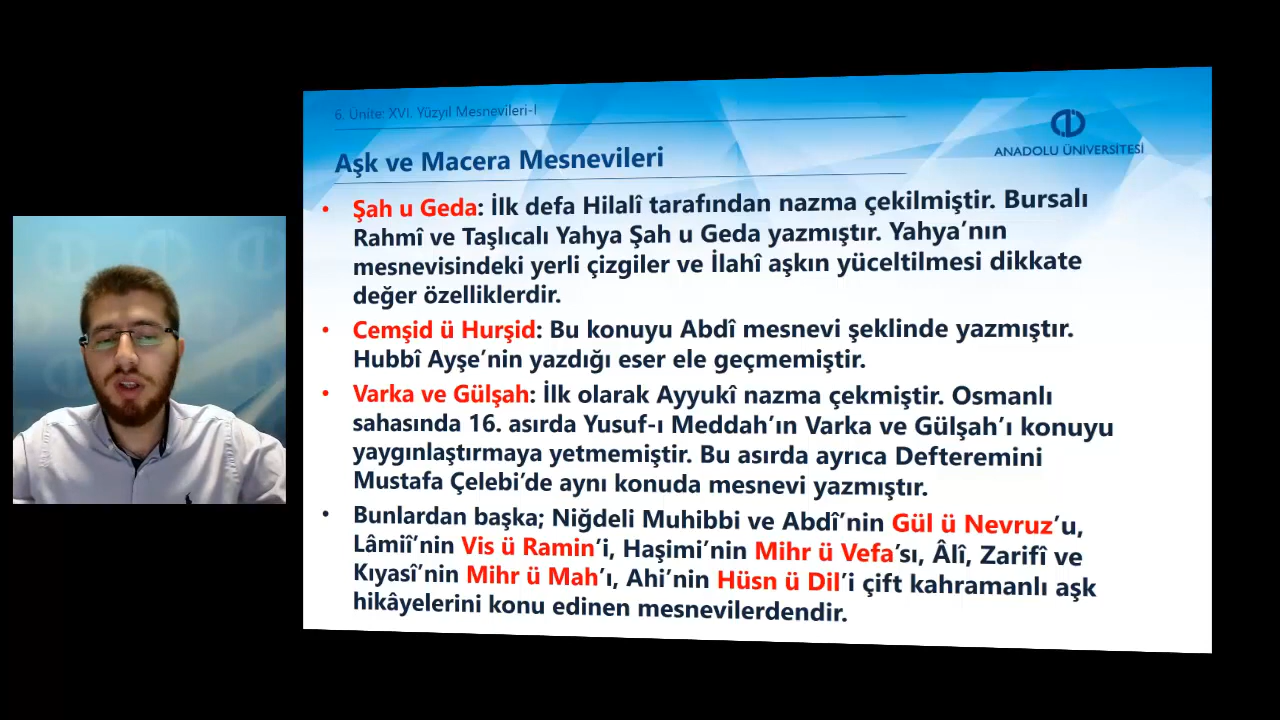 6. Ünite: XVI. Yüzyıl Mesnevileri-I
ANADOLU ÜNİVERSİTESİ
Aşk ve Macera Mesnevileri
• Şah u Geda: İlk defa Hilalî tarafından nazma çekilmiştir. Bursalı
Rahmî ve Taşlıcalı Yahya Şah u Geda yazmıştır. Yahya’nın
mesnevisindeki yerli çizgiler ve İlahî aşkın yüceltilmesi dikkate
değer özelliklerdir.
• Cemşid ü Hurşid: Bu konuyu Abdî mesnevi şeklinde yazmıştır.
Hubbî Ayşe’nin yazdığı eser ele geçmemiştir.
• Varka ve Gülşah: İlk olarak Ayyukî nazma çekmiştir. Osmanlı
sahasında 16. asırda Yusuf-ı Meddah’ın Varka ve Gülşah’ı konuyu
yaygınlaştırmaya yetmemiştir. Bu asırda ayrıca Defteremini
Mustafa Çelebi’de aynı konuda mesnevi yazmıştır.
• Bunlardan başka; Niğdeli Muhibbi ve Abdî’nin Gül ü Nevruz’u,
Lâmiî’nin Vis ü Ramin’i, Haşimi’nin Mihr ü Vefa’sı, Âlî, Zarifî ve
Kıyasî’nin Mihr ü Mah’ı, Ahi’nin Hüsn ü Dil’i çift kahramanlı aşk
hikâyelerini konu edinen mesnevilerdendir.